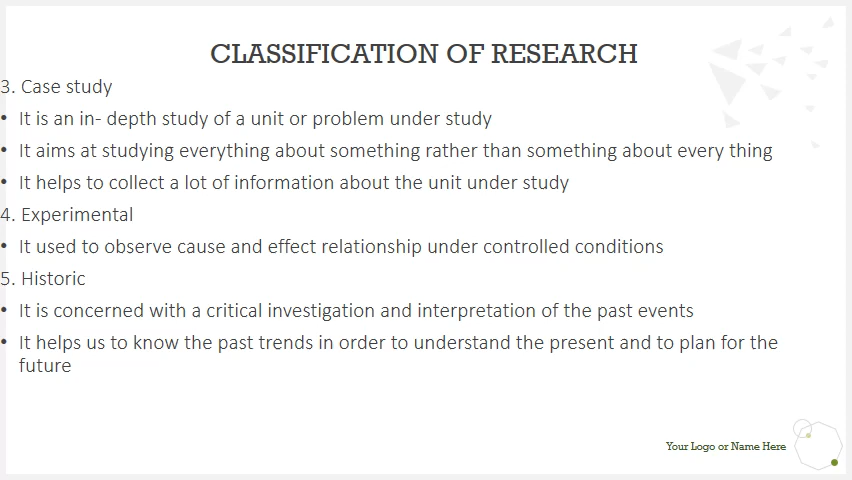 CLASSIFICATION OF RESEARCH
3. Case study
• It is an in- depth study of a unit or problem under study
• It aims at studying everything about something rather than something about every thing
• It helps to collect a lot of information about the unit under study
4. Experimental
• It used to observe cause and effect relationship under controlled conditions
5. Historic
• It is concerned with a critical investigation and interpretation of the past events
• It helps us to know the past trends in order to understand the present and to plan for the
future
Your Logo or Name Here